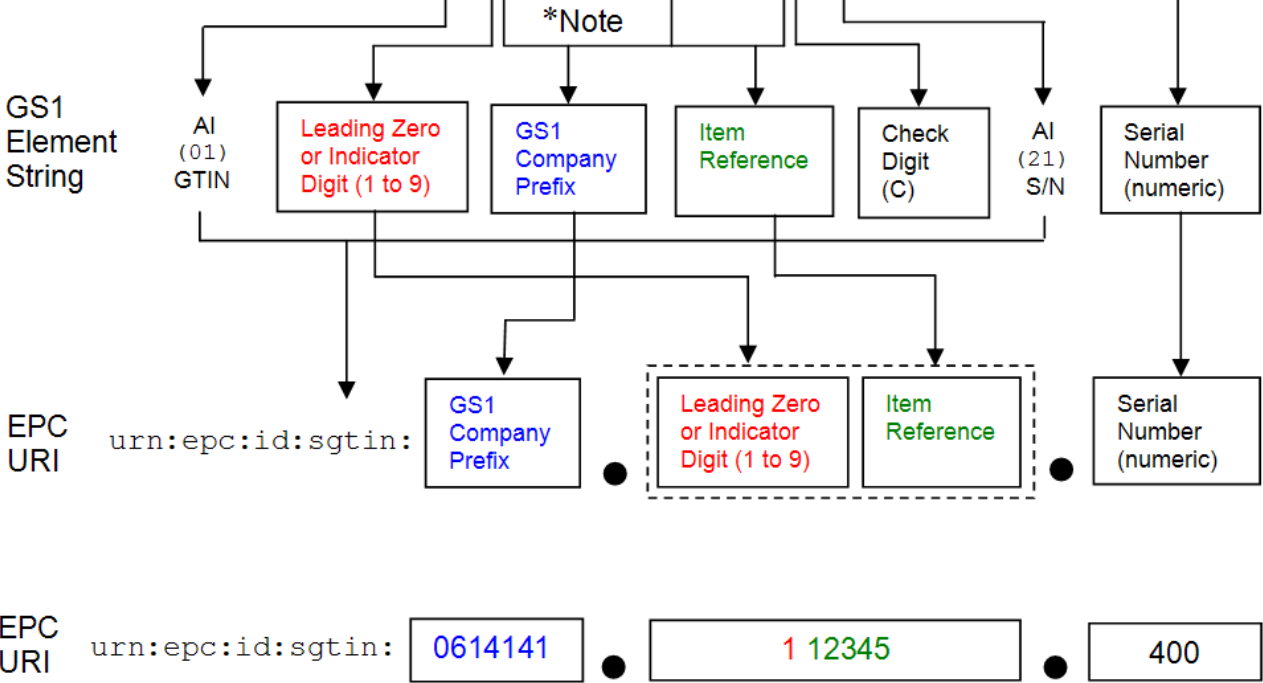 *Note
GS1
Element
String
AI
(01)
GTIN
Leading Zero
or Indicator
Digit (1 to 9)
GS1
Company
Prefix
Item
Reference
Check
Digit
(C)
AI
(21)
S/N
Serial
Number
(numeric)
EPC
URI
urn:epc:id:sgtin:
GS1
Company
Prefix
Leading Zero
or Indicator
Digit (1 to 9)
Item
Reference
Serial
Number
(numeric)
EPC
URI
urn:epc:id:sgtin:
0614141
1 12345
400